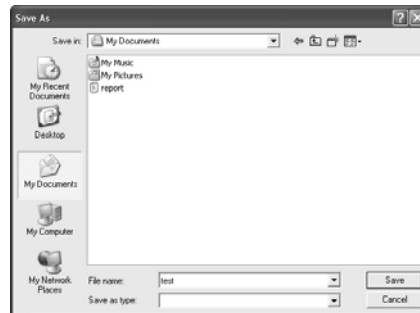 Save As
Save in: My Documents
My Recent
Documents
Desktop
My Documents
My Computer
My Network
Places
My Music
My Pictures
report
File name: test
Save
Save as type:
Cancel